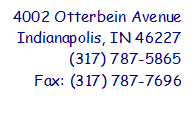 4002 Otterbein Avenue
Indianapolis, IN 46227
(317) 787-5865
Fax: (317) 787-7696